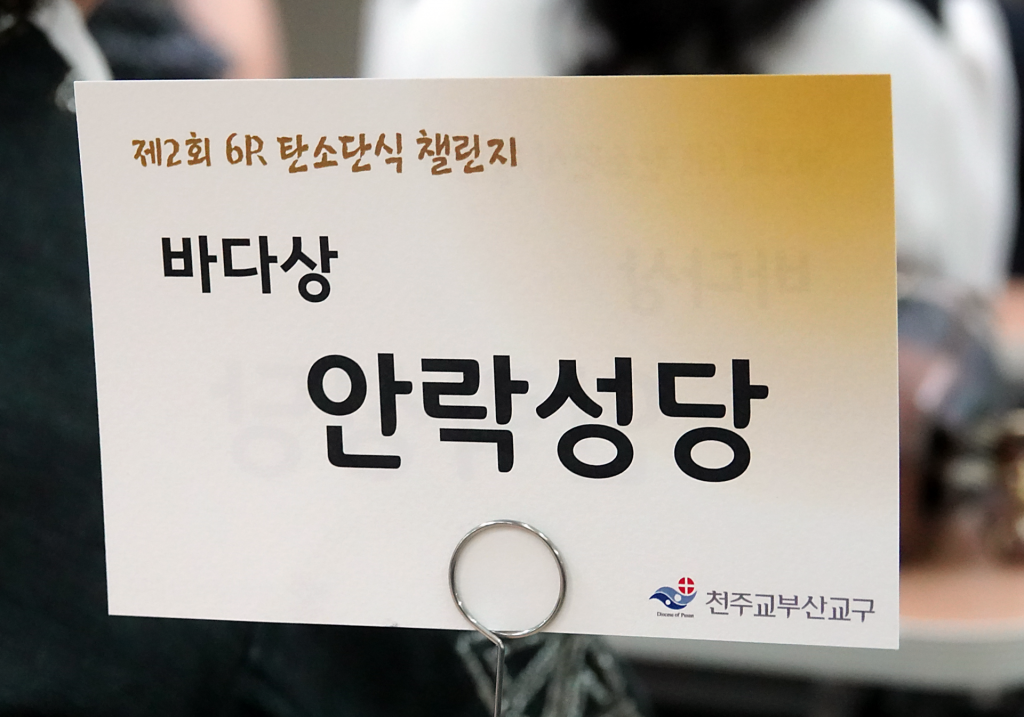 제2회 6R 탄소단식 챌린지
바다상
안락성당
천주교부산교구
Diocese of Pusan